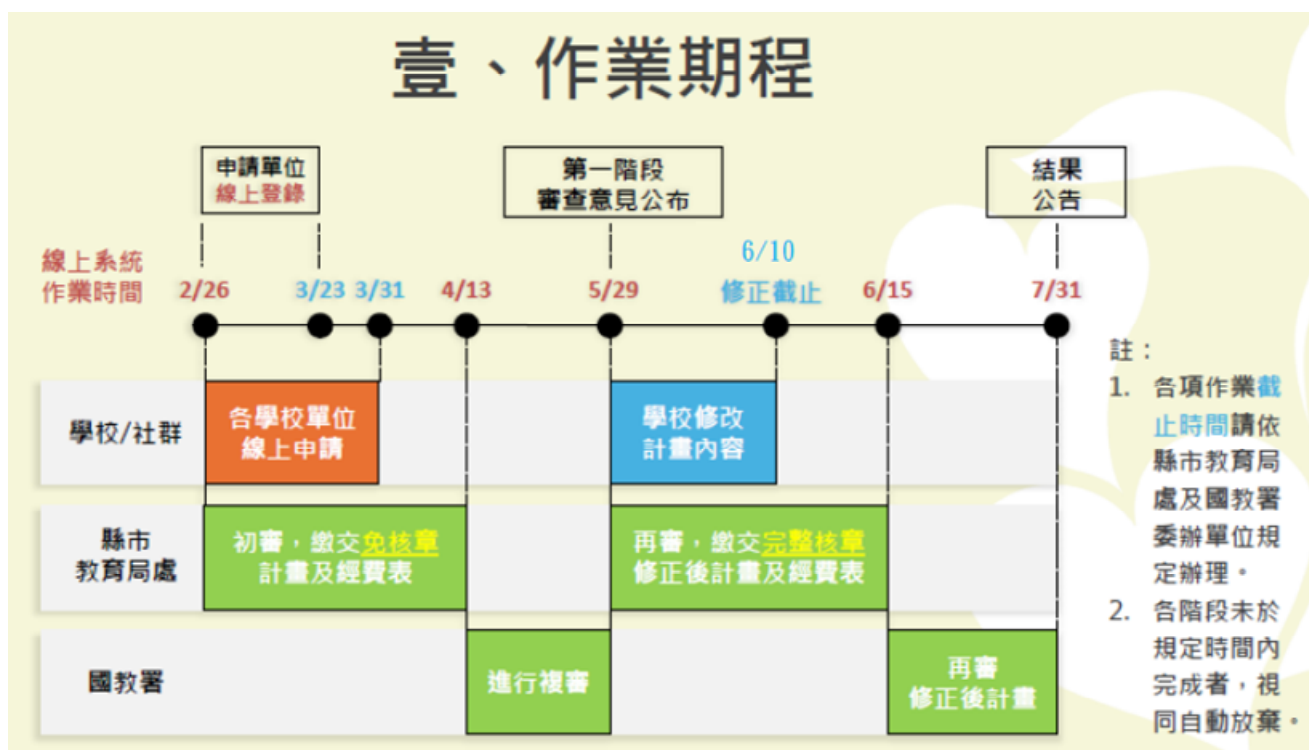 壹、作業期程
申請單位
線上登錄
第一階段
審查意見公布
結果
公告
線上系統
作業時間
2/26
3/23
3/31
4/13
5/29
6/10
修正截止
6/15
7/31
學校/社群
各學校單位
線上申請
學校修改
計畫內容
縣市
教育局處
初審，繳交免核章
計畫及經費表
再審，繳交完整核章
修正後計畫及經費表
國教署
進行複審
再審
修正後計畫
註：
1. 各項作業截
止時間請依
縣市教育局
處及國教署
委辦單位規
定辦理。
2. 各階段未於
規定時間內
完成者，視
同自動放棄。